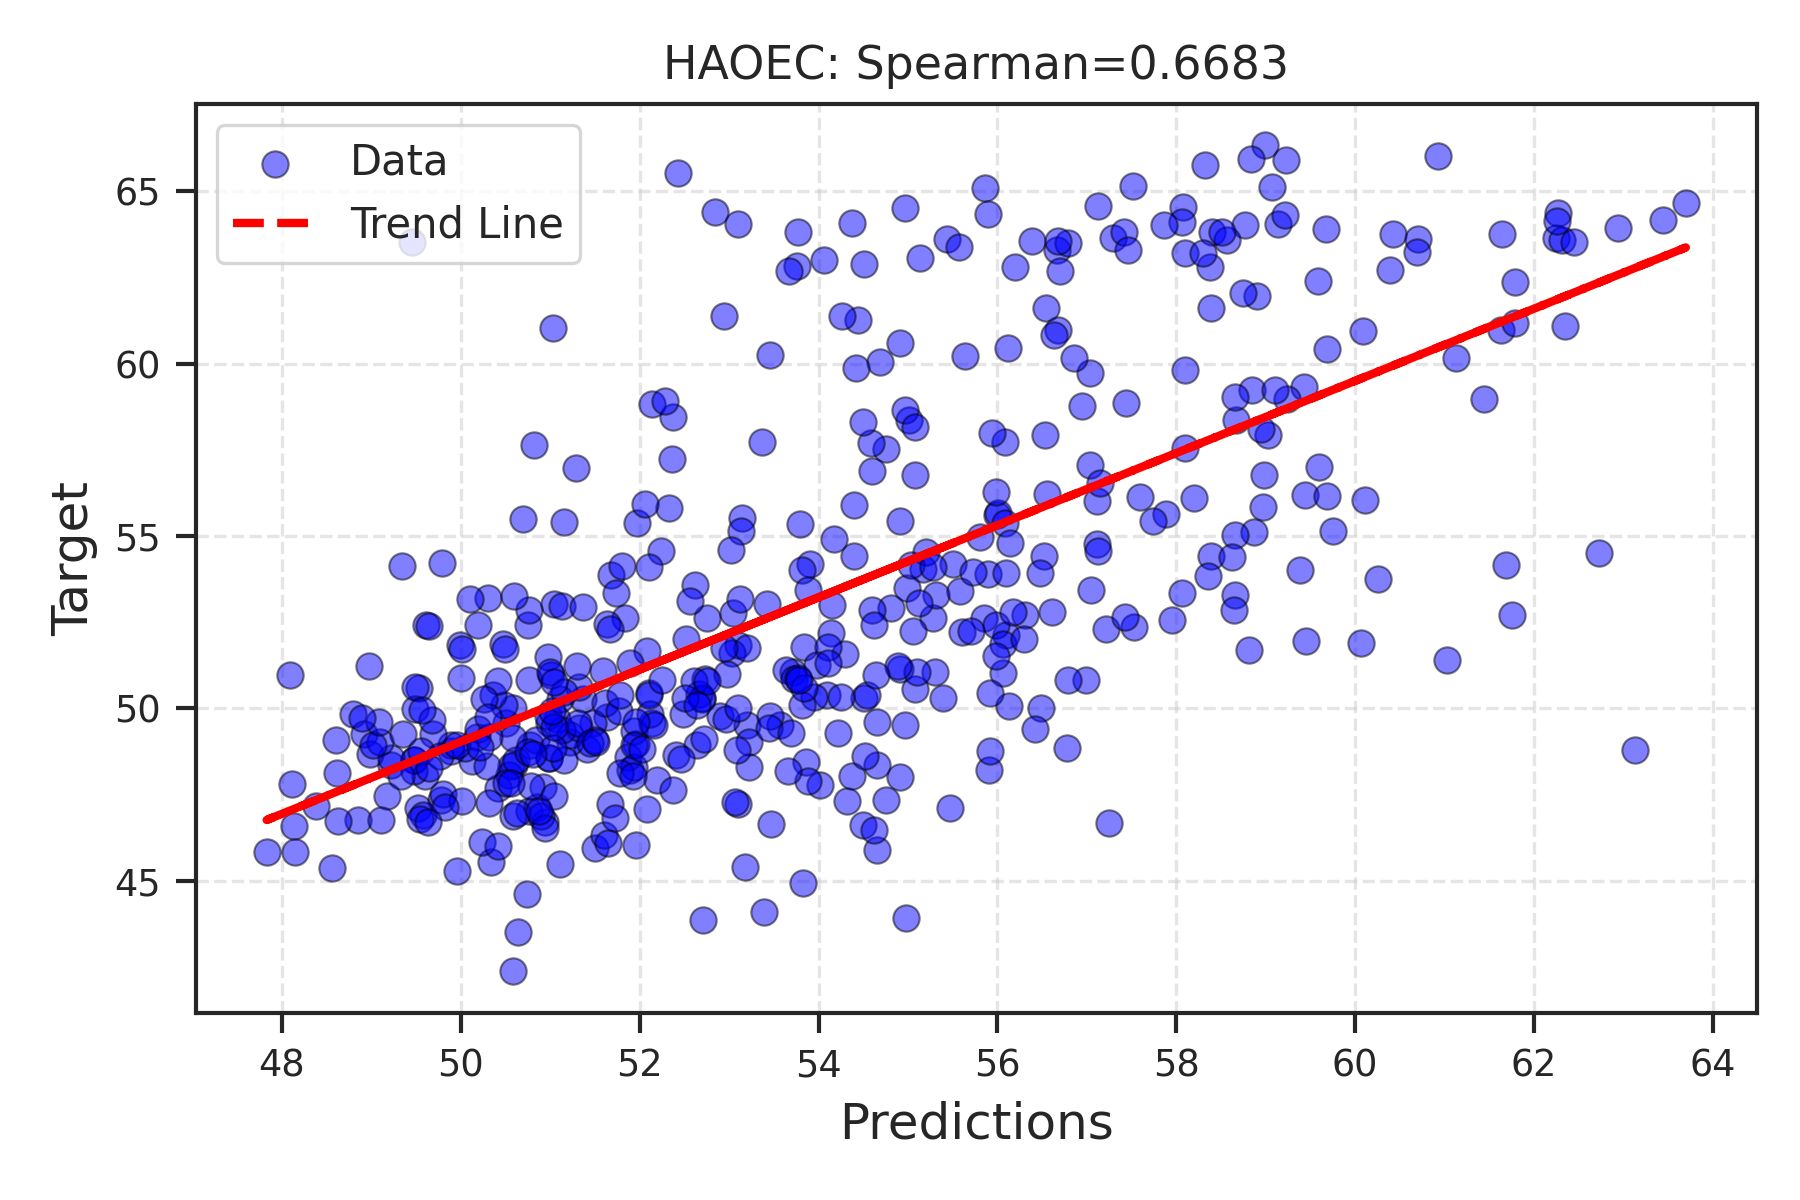 HAOEC: Spearman=0.6683
Data
Trend Line
65
60
55
50
45
Target
48 50 52 54 56 58 60 62 64
Predictions